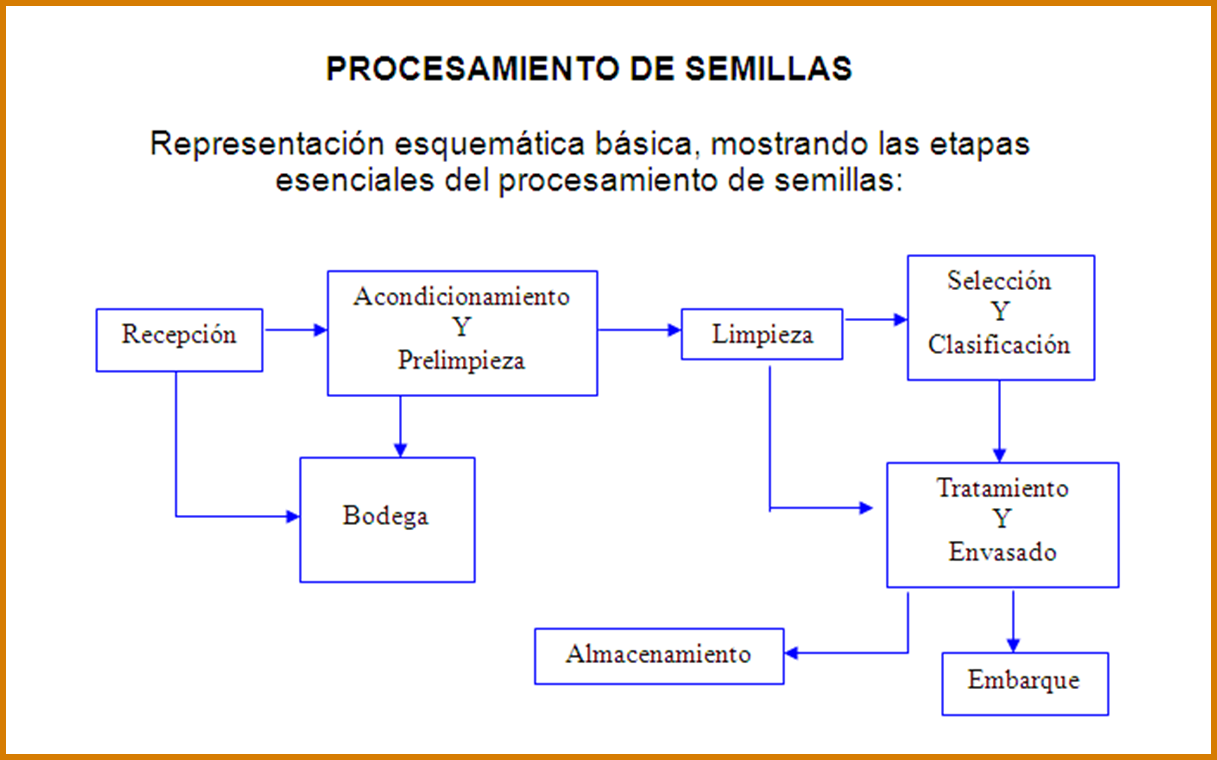 PROCESAMIENTO DE SEMILLAS
Representación esquemática básica, mostrando las etapas
esenciales del procesamiento de semillas:
Recepción
Acondicionamiento
Y
Prelimpieza
Limpieza
Selección
Y
Clasificación
Bodega
Tratamiento
Y
Envasado
Almacenamiento
Embarque